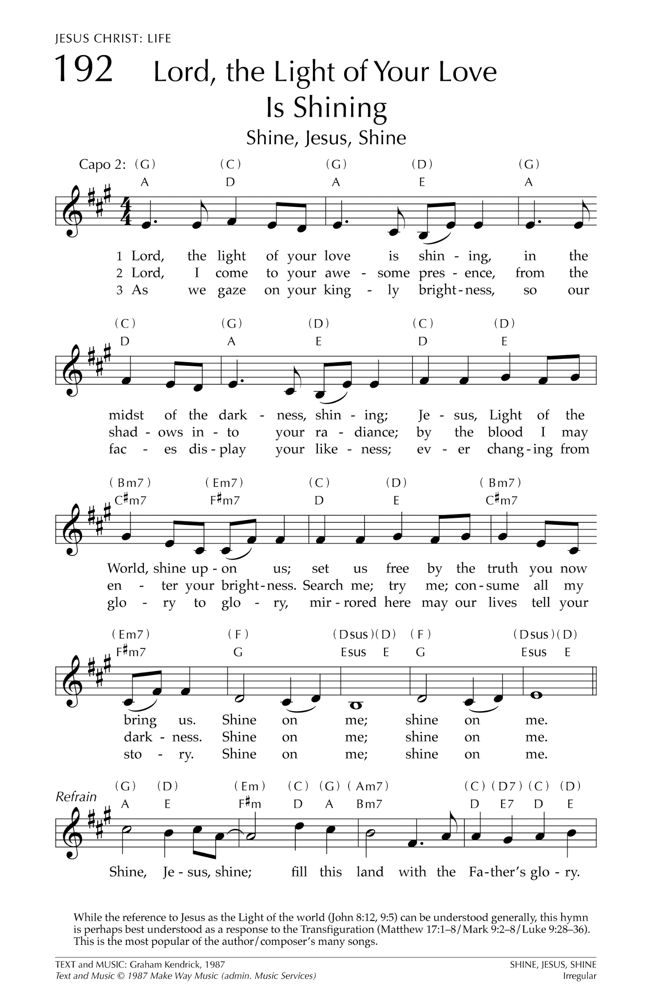 JESUS CHRIST: LIFE
192 Lord, the Light of Your Love
Is Shining
Shine, Jesus, Shine
Capo 2: (G) (C) (G) (D) (G)
A D A E A
4/4
1 Lord, the light of your love is shin - ing, in the
2 Lord, I come to your awe - some pres - ence, from the
3 As we gaze on your king - ly bright - ness, so our
(C) (G) (D) (C) (D)
D A E D E
midst of the dark - ness, shin - ing; Je - sus, Light of the
shad - ows in - to your ra - diance; by the blood I may
fac - es dis - play your like - ness; ev - er chang - ing from
(Bm7) (Em7) (C) (D) (Bm7)
C♯m7 F♯m7 D E C♯m7
World, shine up - on us; set us free by the truth you now
en - ter your bright - ness. Search me; try me; con - sume all my
glo - ry to glo - ry, mir - rored here may our lives tell your
(Em7) (F) (Dsus) (D) (F) (Dsus) (D)
F♯m7 G Esus E G Esus E
bring us. Shine on me; shine on me.
dark - ness. Shine on me; shine on me.
sto - ry. Shine on me; shine on me.
(G) (D) (Em) (C) (G) (Am7) (C) (D7) (C) (D)
Refrain A E F♯m D A Bm7 D E7 D E
Shine, Je - sus, shine; fill this land with the Fa - ther's glo - ry.
While the reference to Jesus as the Light of the world (John 8:12, 9:5) can be understood generally, this hymn
is perhaps best understood as a response to the Transfiguration (Matthew 17:1–8/Mark 9:2–8/Luke 9:28–36).
This is the most popular of the author/composer's many songs.
TEXT and MUSIC: Graham Kendrick, 1987 SHINE, JESUS, SHINE
Text and Music © 1987 Make Way Music (admin. Music Services) Irregular